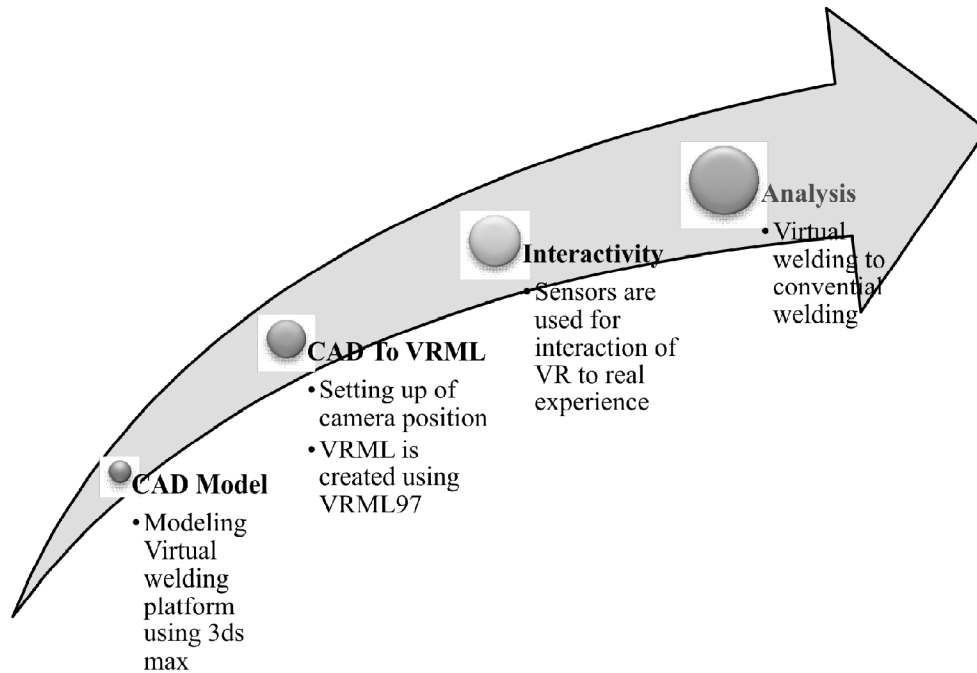 CAD Model
• Modeling
Virtual
welding
platform
using 3ds
max
CAD To VRML
• Setting up of
camera position
• VRML is
created using
VRML97
Interactivity
• Sensors are
used for
interaction of
VR to real
experience
Analysis
• Virtual
welding to
convential
welding